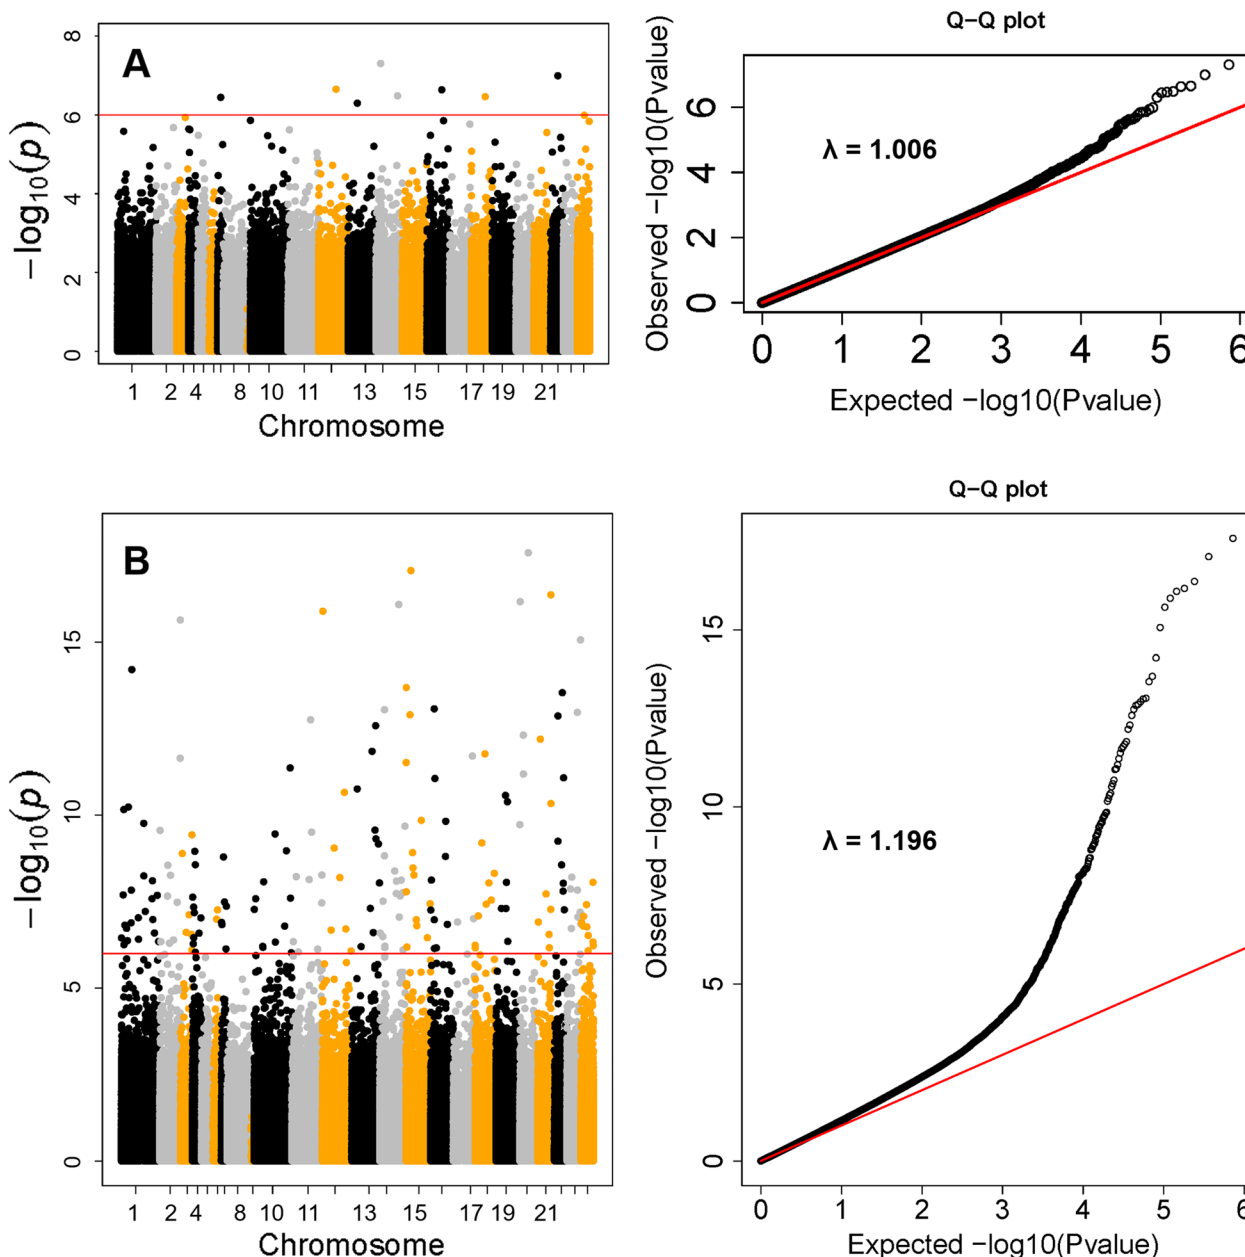 A
8
6
4
2
0
−log10(p)
1 2 4 8 10 11 13 15 17 19 21
Chromosome
Q−Q plot
Observed −log10(Pvalue)
6
4
2
0
λ = 1.006
0 1 2 3 4 5 6
Expected −log10(Pvalue)
B
15
10
5
0
−log10(p)
1 2 4 8 10 11 13 15 17 19 21
Chromosome
Q−Q plot
Observed −log10(Pvalue)
15
10
5
0
λ = 1.196
0 1 2 3 4 5 6
Expected −log10(Pvalue)